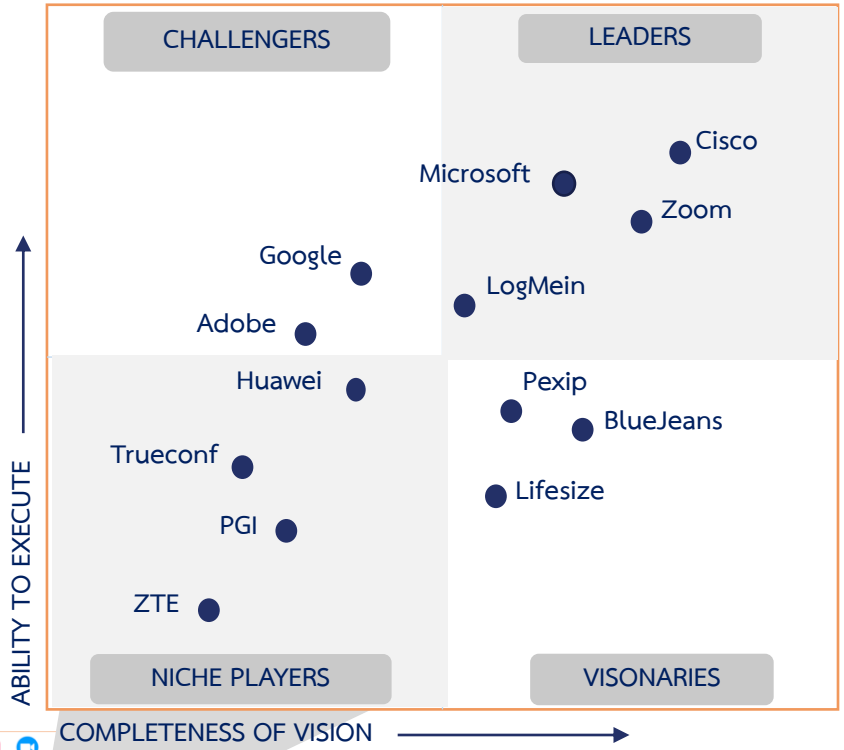 CHALLENGERS
LEADERS
Cisco
Microsoft
Zoom
Google
LogMein
Adobe
Huawei
Pexip
BlueJeans
Trueconf
Lifesize
PGI
ZTE
ABILITY TO EXECUTE
NICHE PLAYERS
VISONARIES
COMPLETENESS OF VISION